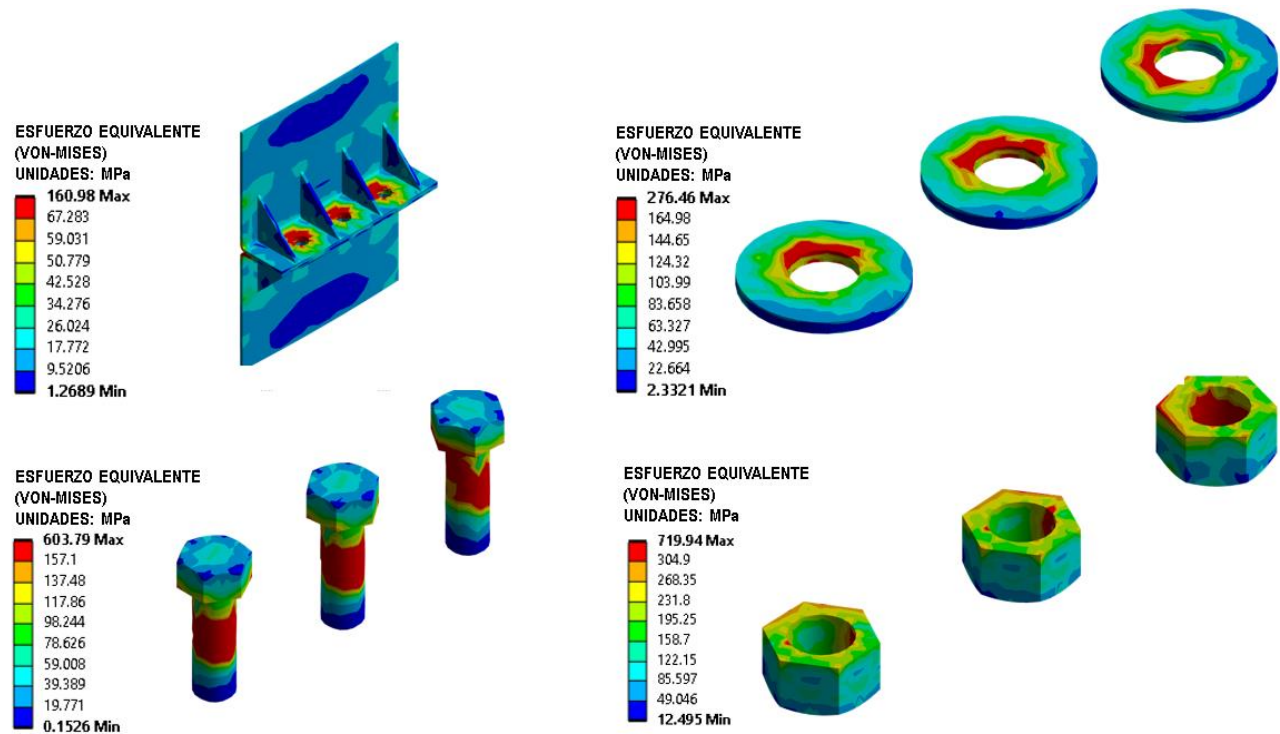 ESFUERZO EQUIVALENTE
(VON-MISES)
UNIDADES: MPa
160.98 Max
67.283
59.031
50.779
42.528
34.276
26.024
17.772
9.5206
1.2689 Min
ESFUERZO EQUIVALENTE
(VON-MISES)
UNIDADES: MPa
276.46 Max
164.98
144.65
124.32
103.99
83.658
63.327
42.995
22.664
2.3321 Min
ESFUERZO EQUIVALENTE
(VON-MISES)
UNIDADES: MPa
603.79 Max
157.1
137.48
117.86
98.244
78.626
59.008
39.389
19.771
0.1526 Min
ESFUERZO EQUIVALENTE
(VON-MISES)
UNIDADES: MPa
719.94 Max
304.9
268.35
231.8
195.25
158.7
122.15
85.597
49.046
12.495 Min